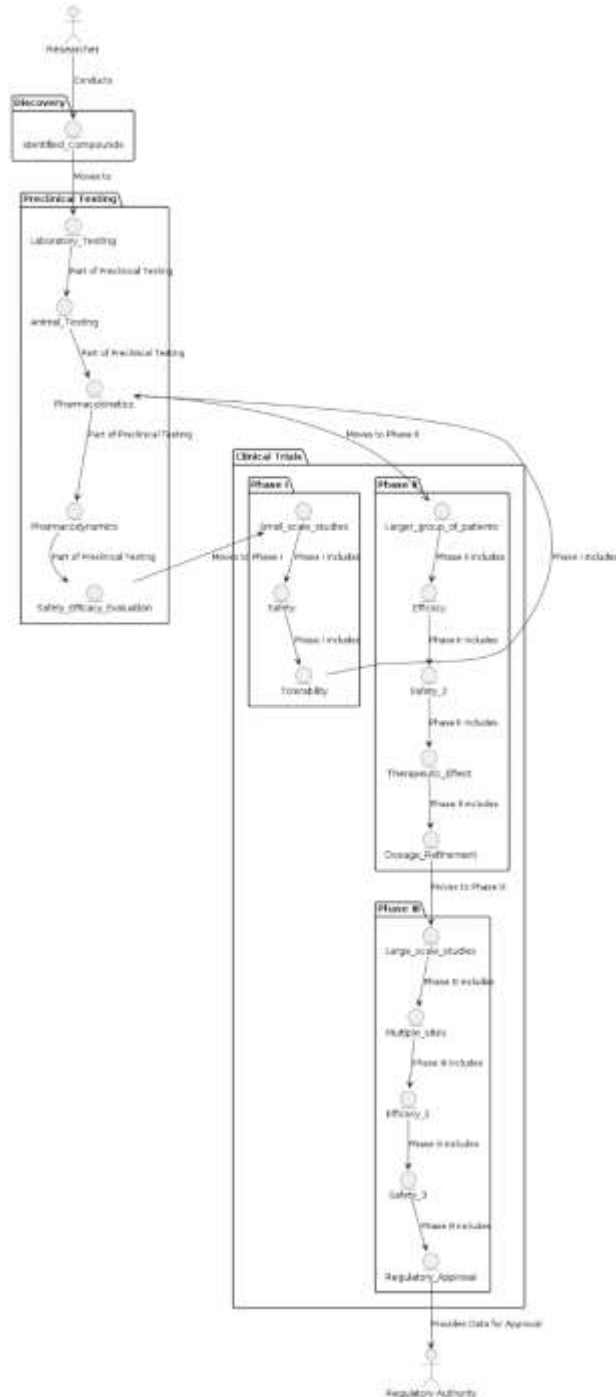 Researcher
Conducts
Discovery
Identified_Compounds
Moves to
Preclinical Testing
Laboratory_Testing
Part of Preclinical Testing
Animal_Testing
Part of Preclinical Testing
Pharmacokinetics
Part of Preclinical Testing
Moves to Phase II
Clinical Trials
Phase I
Phase II
Pharmacodynamics
Small_scale_studies
Larger_group_of_patients
Part of Preclinical Testing
Moves to Phase I
Phase I includes
Phase II includes
Phase I includes
Safety_Efficacy_Evaluation
Safety
Efficacy
Phase I includes
Phase II includes
Tolerability
Safety_2
Phase II includes
Therapeutic_Effect
Phase II includes
Dosage_Refinement
Moves to Phase III
Phase III
Large_scale_studies
Phase III includes
Multiple_sites
Phase III includes
Efficacy_2
Phase III includes
Safety_3
Phase III includes
Regulatory_Approval
Provides Data for Approval
Regulatory Authority